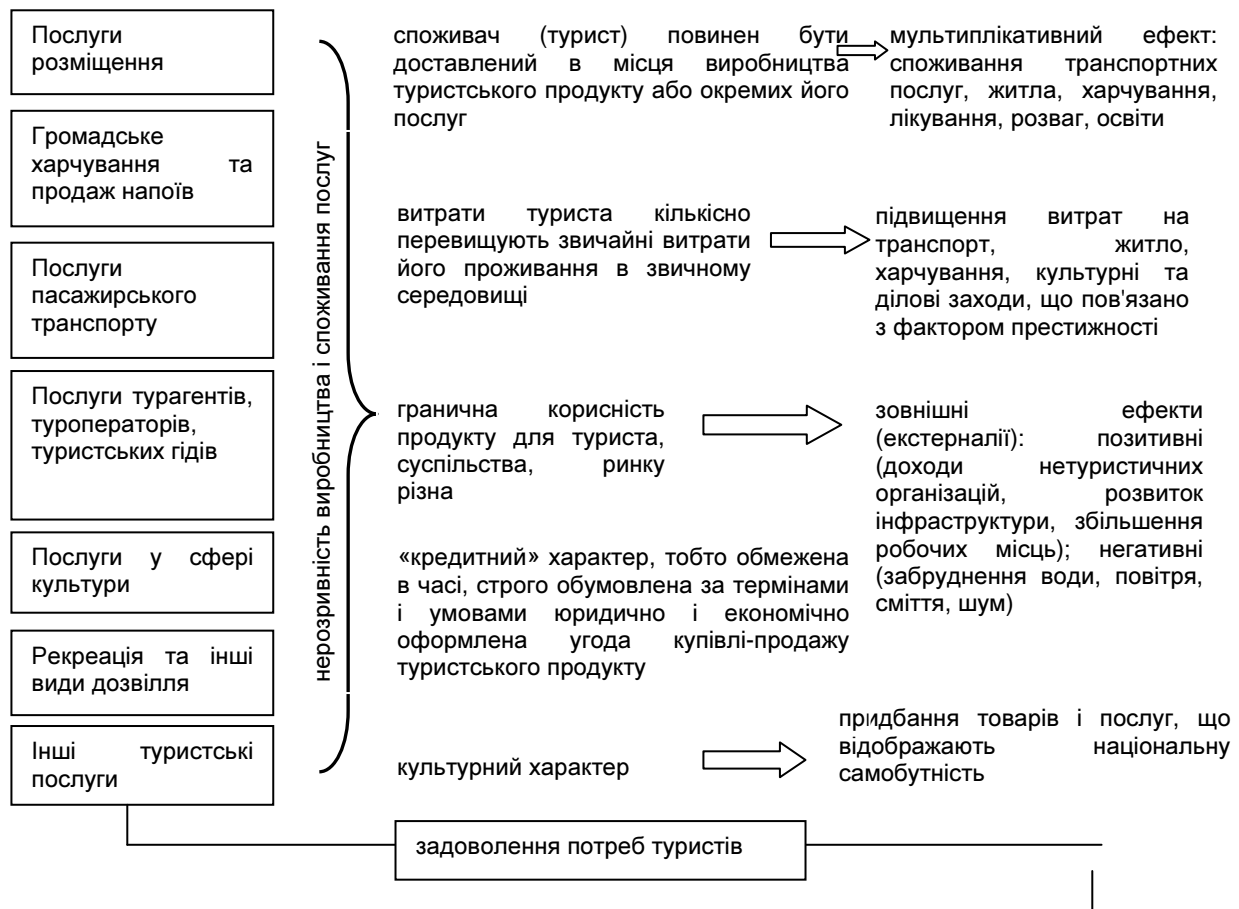 Послуги
розміщення
Громадське
харчування та
продаж напоїв
Послуги
пасажирського
транспорту
Послуги турагентів,
туроператорів,
туристських гідів
Послуги у сфері
культури
Рекреація та інші
види дозвілля
Інші туристські
послуги
нерозривність виробництва і споживання послуг
споживач (турист) повинен бути
доставлений в місця виробництва
туристського продукту або окремих його
послуг
мультиплікативний ефект:
споживання транспортних
послуг, житла, харчування,
лікування, розваг, освіти
витрати туриста кількісно
перевищують звичайні витрати
його проживання в звичному
середовищі
підвищення витрат на
транспорт, житло,
харчування, культурні та
ділові заходи, що пов'язано
з фактором престижності
гранична корисність
продукту для туриста,
суспільства, ринку
різна
зовнішні ефекти
(екстерналії): позитивні
(доходи нетуристичних
організацій, розвиток
інфраструктури, збільшення
робочих місць); негативні
(забруднення води, повітря,
сміття, шум)
«кредитний» характер, тобто обмежена
в часі, строго обумовлена за термінами
і умовами юридично і економічно
оформлена угода купівлі-продажу
туристського продукту
культурний характер
придбання товарів і послуг, що
відображають національну
самобутність
задоволення потреб туристів